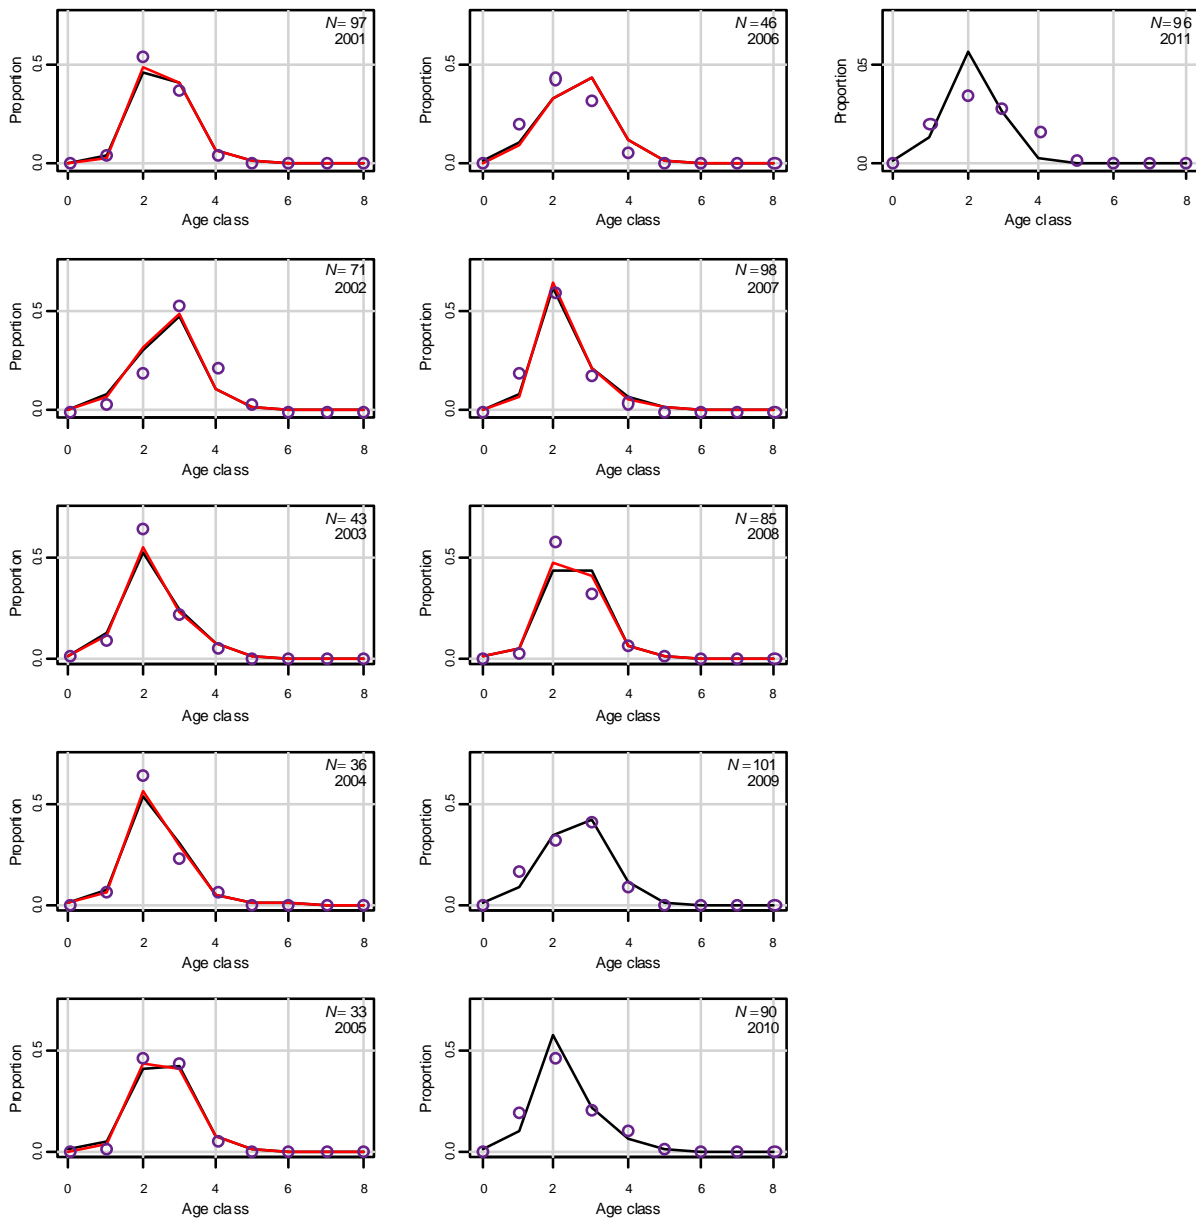 N= 97
2001
Proportion
0.5
0.0
0 2 4 6 8
Age class
N=46
2006
Proportion
0.5
0.0
0 2 4 6 8
Age class
N=96
2011
Proportion
0.5
0.0
0 2 4 6 8
Age class
N= 71
2002
Proportion
0.5
0.0
0 2 4 6 8
Age class
N=98
2007
Proportion
0.5
0.0
0 2 4 6 8
Age class
N= 43
2003
Proportion
0.5
0.0
0 2 4 6 8
Age class
N=85
2008
Proportion
0.5
0.0
0 2 4 6 8
Age class
N= 36
2004
Proportion
0.5
0.0
0 2 4 6 8
Age class
N=101
2009
Proportion
0.5
0.0
0 2 4 6 8
Age class
N= 33
2005
Proportion
0.5
0.0
0 2 4 6 8
Age class
N=90
2010
Proportion
0.5
0.0
0 2 4 6 8
Age class